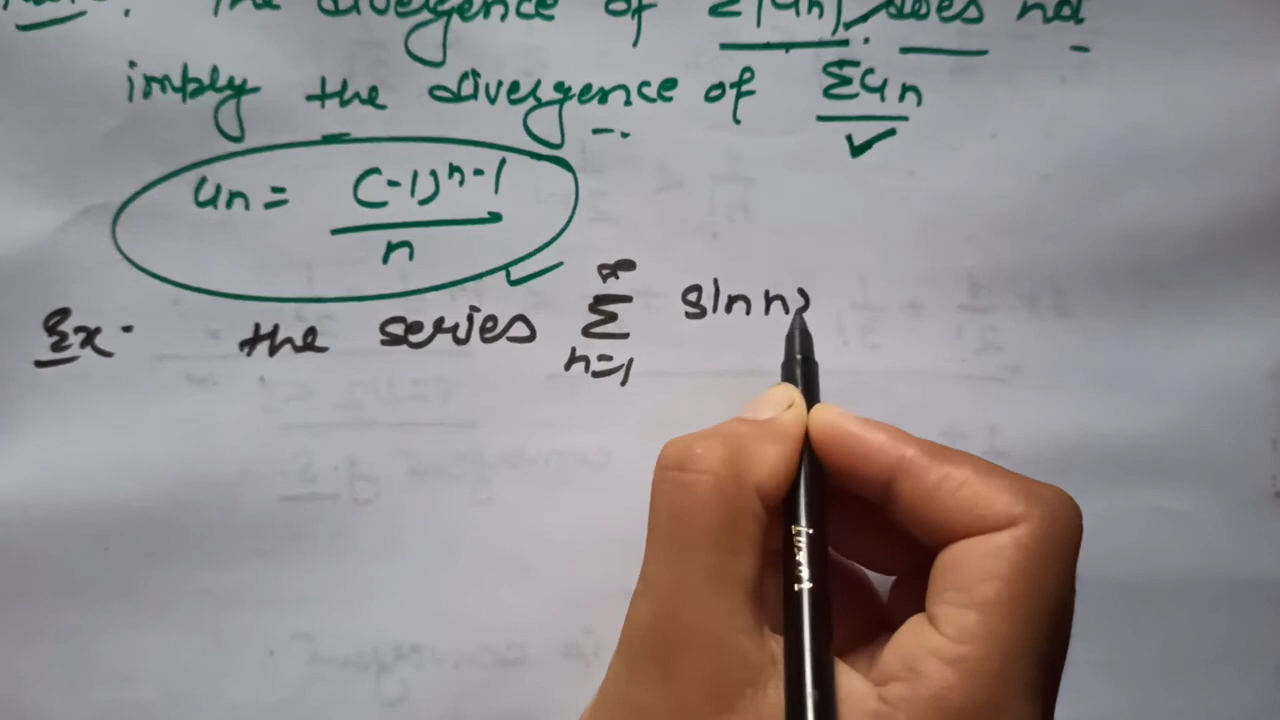 The divergence of Σ|un| does not
imply the divergence of Σun
un = (-1)^n-1 / n
Ex. the series Σ n=1 ∞ sin n
Luxor